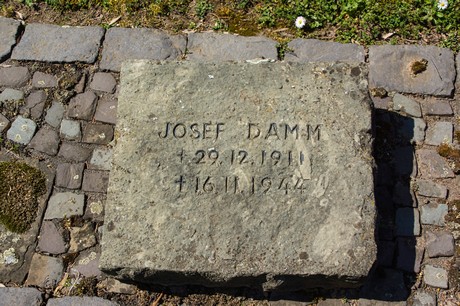 JOSEF DAMM
+ 29.12.1911
+ 16.11.1944